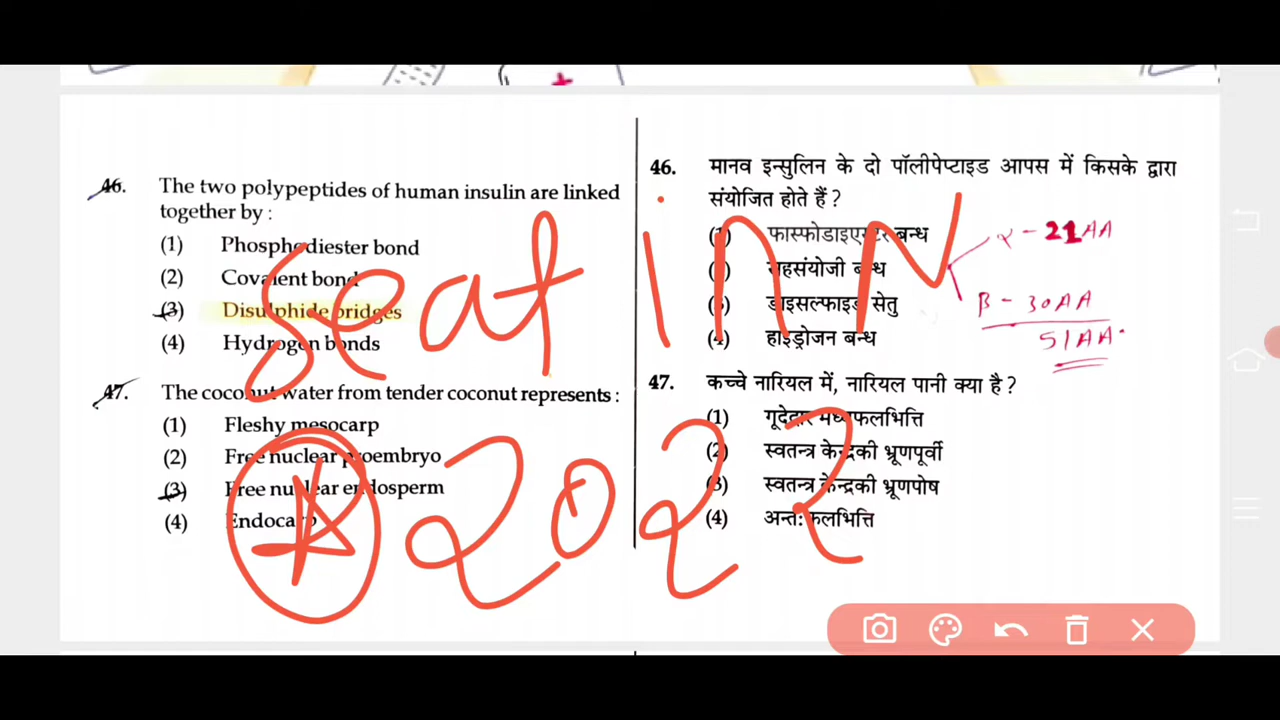 46. The two polypeptides of human insulin are linked
together by :
(1) Phosphodiester bond
(2) Covalent bond
(3) Disulphide bridges
(4) Hydrogen bonds
47. The coconut water from tender coconut represents :
(1) Fleshy mesocarp
(2) Free nuclear proembryo
(3) Free nuclear endosperm
(4) Endocarp
46. मानव इन्सुलिन के दो पॉलीपेप्टाइड आपस में किसके द्वारा
संयोजित होते हैं ?
(1) फास्फोडाइएस्टर बन्ध
(2) सहसंयोजी बन्ध
(3) डाइसल्फाइड सेतु
(4) हाइड्रोजन बन्ध
α - 21 AA
β - 30 AA
51 AA
47. कच्चे नारियल में, नारियल पानी क्या है ?
(1) गूदेदार मध्यफलभित्ति
(2) स्वतन्त्र केन्द्रकी भ्रूणपूर्वी
(3) स्वतन्त्र केन्द्रकी भ्रूणपोष
(4) अन्तःफलभित्ति
Seat in N
2022